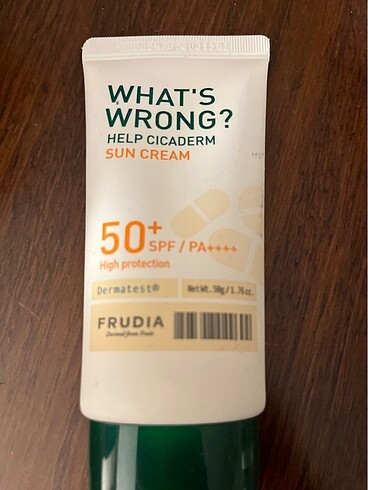 WHAT'S
WRONG?
HELP CICADERM
SUN CREAM
50+ SPF / PA++++
High protection
Dermatest® Net Wt. 50g / 1.76 oz.
FRUDIA
Derived from Fruit